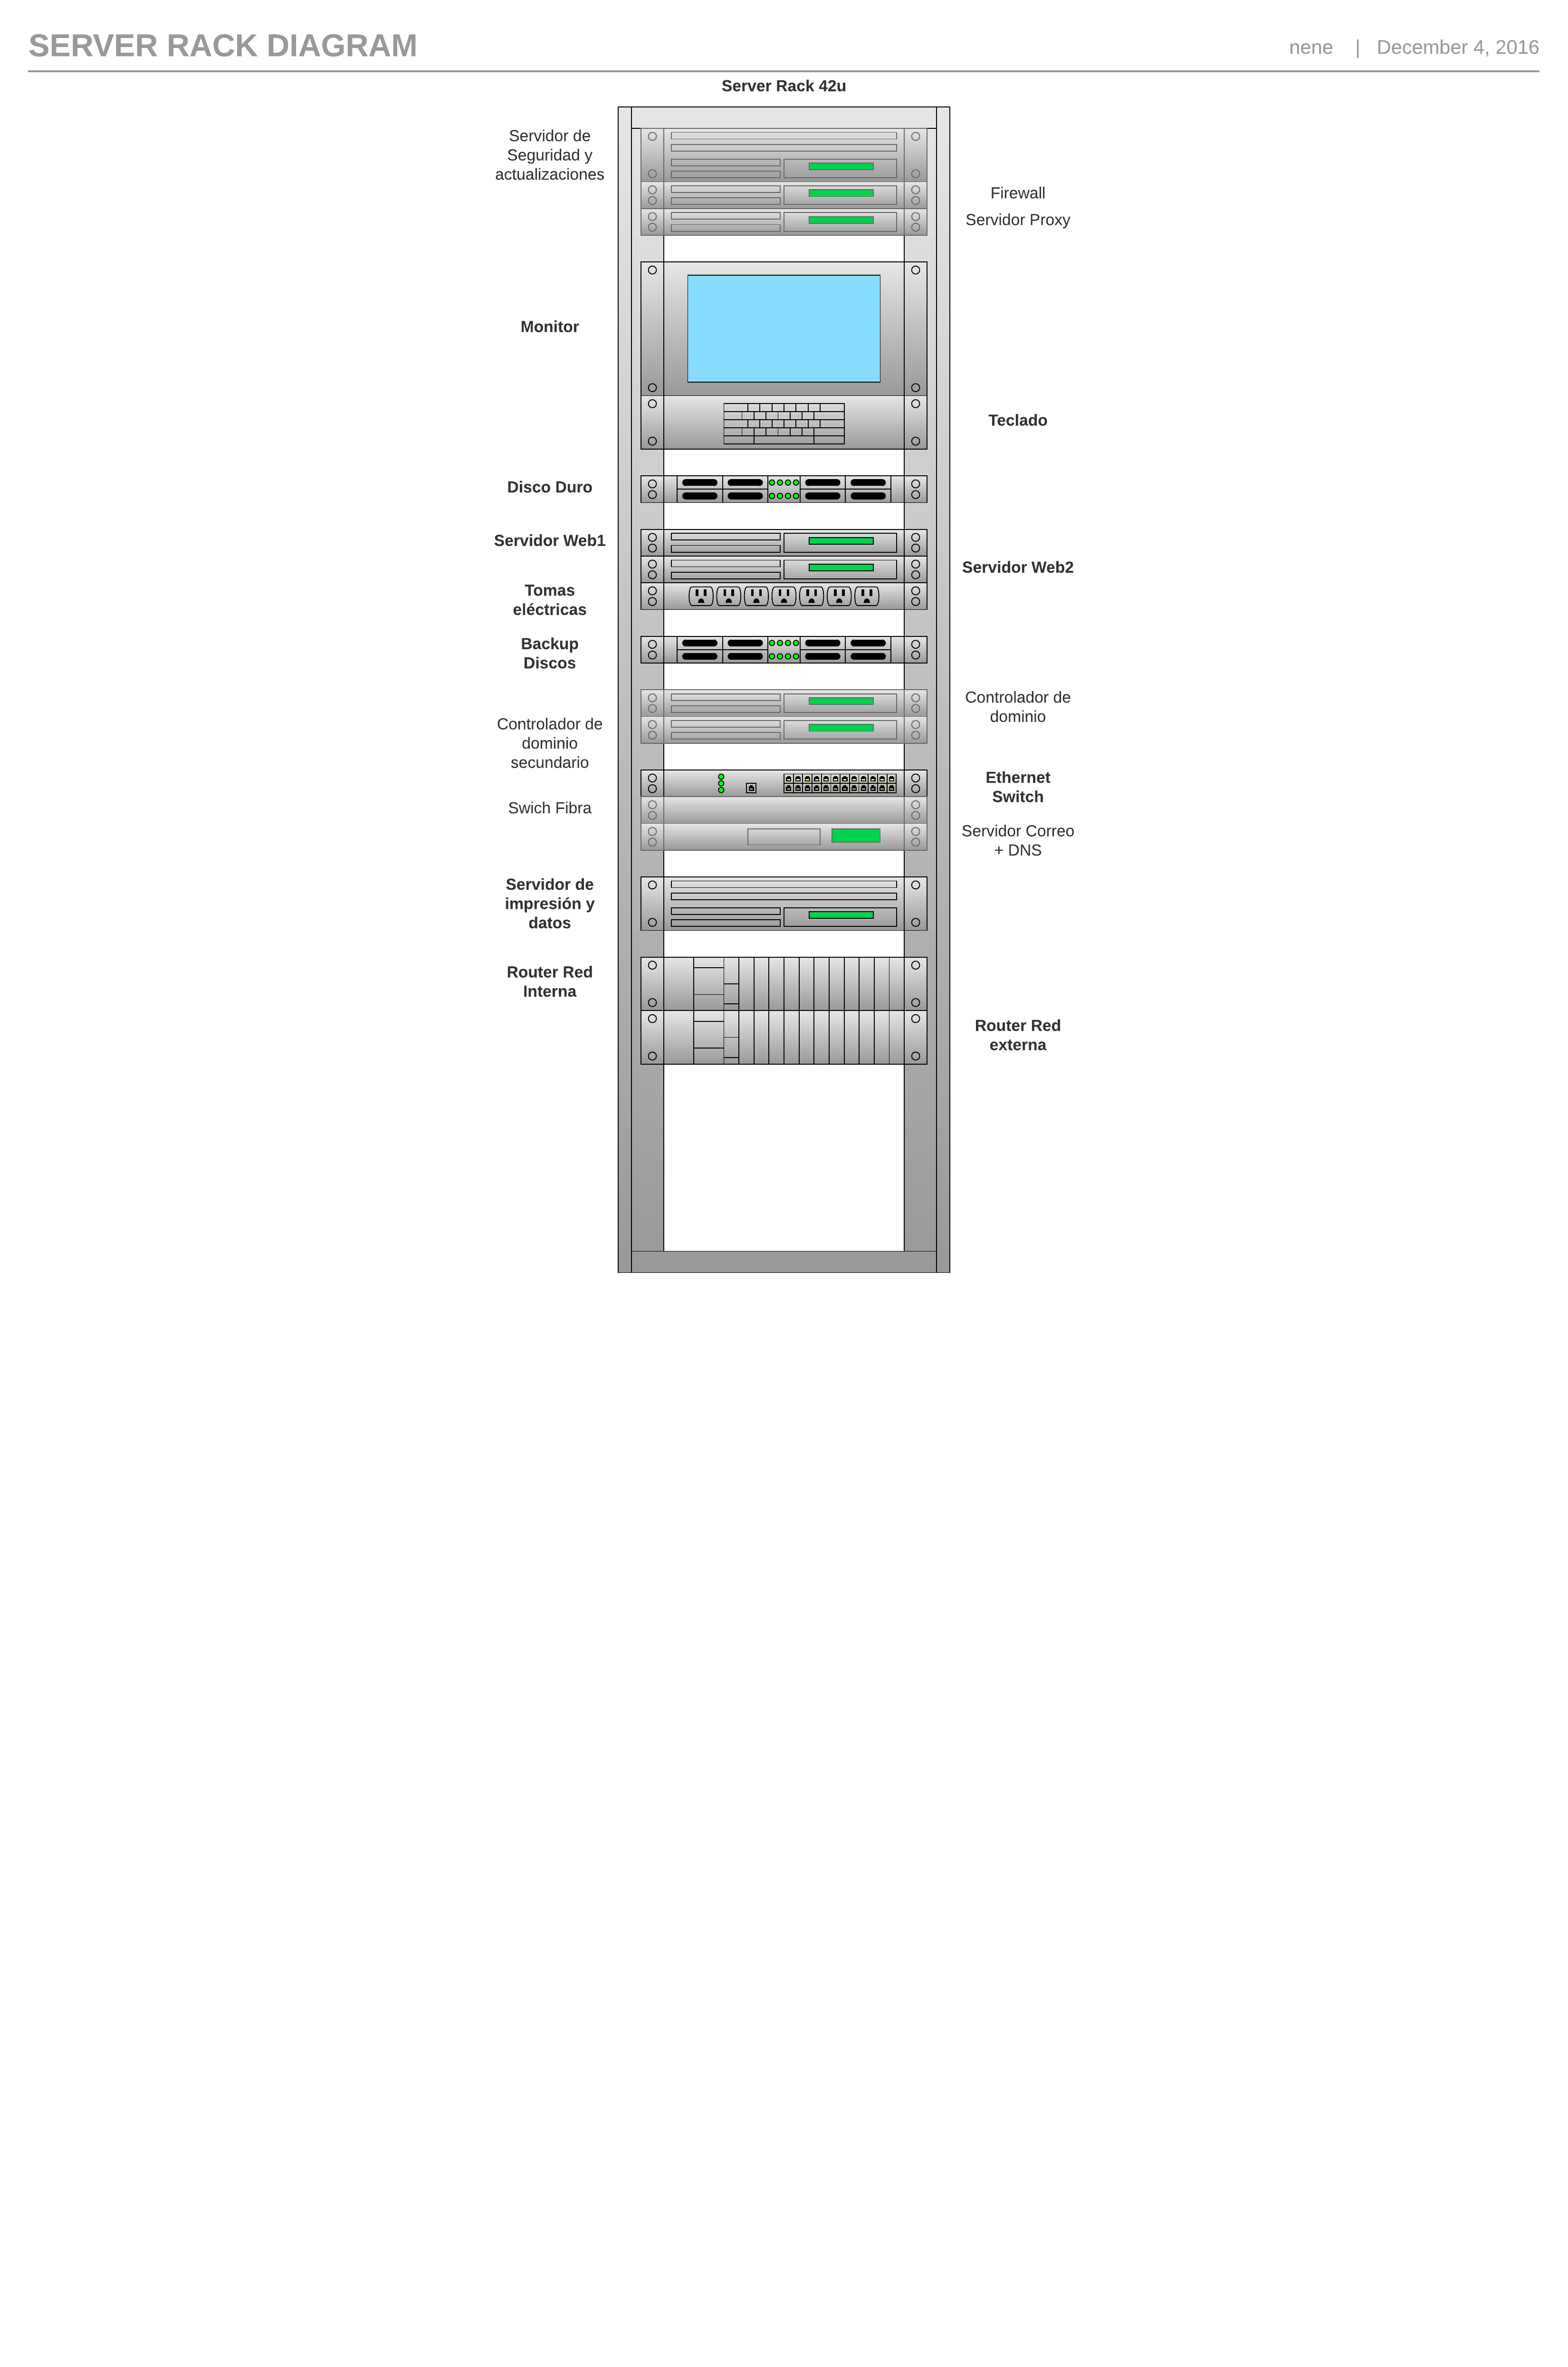 SERVER RACK DIAGRAM
nene | December 4, 2016
Server Rack 42u
Servidor de
Seguridad y
actualizaciones
Firewall
Servidor Proxy
Monitor
Teclado
Disco Duro
Servidor Web1
Servidor Web2
Tomas
eléctricas
Backup
Discos
Controlador de
dominio
Controlador de
dominio
secundario
Ethernet
Switch
Swich Fibra
Servidor Correo
+ DNS
Servidor de
impresión y
datos
Router Red
Interna
Router Red
externa